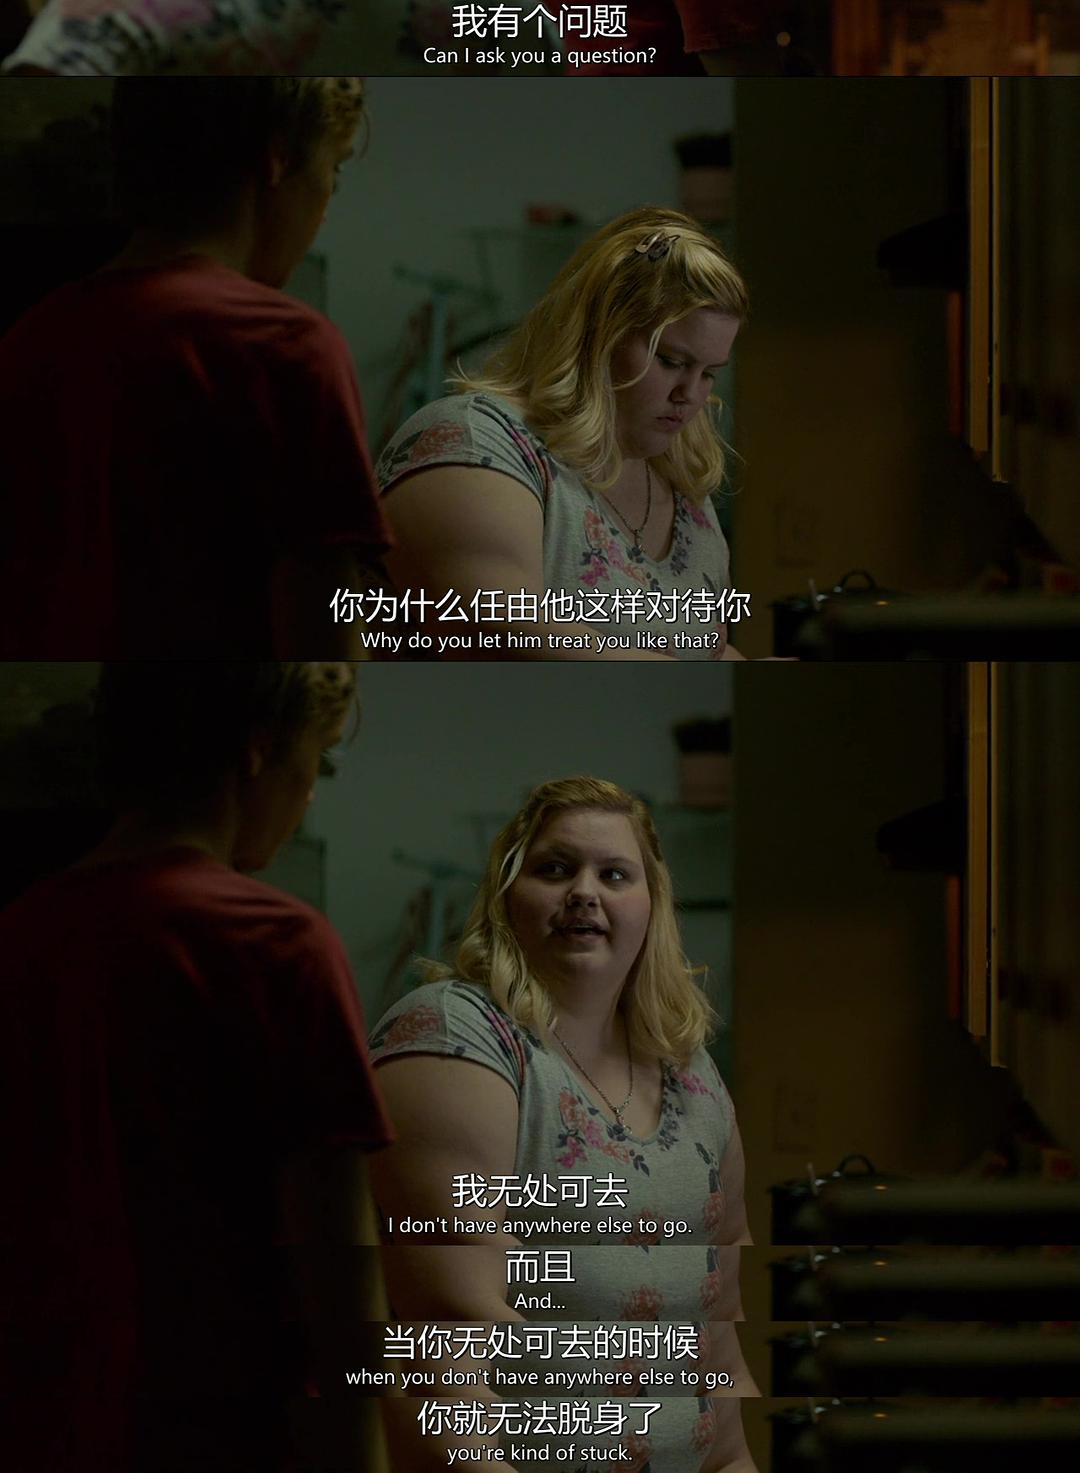 我有个问题
Can I ask you a question?
你为什么任由他这样对待你
Why do you let him treat you like that?
我无处可去
I don't have anywhere else to go.
而且
And...
当你无处可去的时候
when you don't have anywhere else to go,
你就无法脱身了
you're kind of stuck.